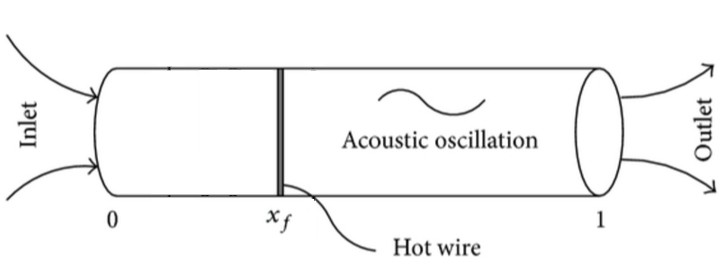 Inlet
Acoustic oscillation
Outlet
0
x_f
1
Hot wire